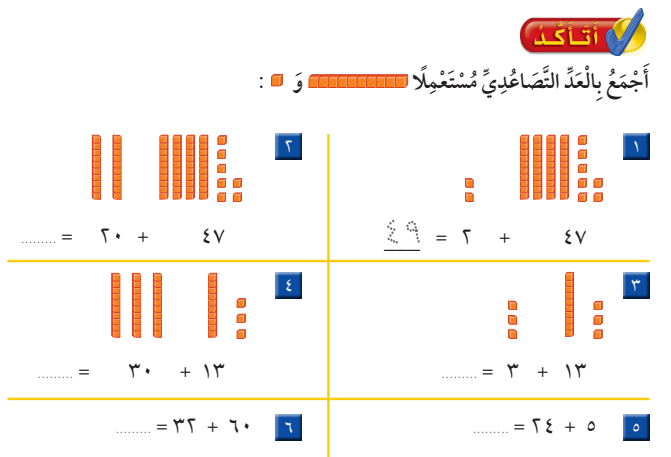 أَتَأَكَّدُ
أَجْمَعُ بِالْعَدِّ التَّصَاعُدِيِّ مُسْتَعْمِلًا وَ :
١
٤٧ + ٢ = ٤٩
٢
٤٧ + ٢٠ = .........
٣
١٣ + ٣ = .........
٤
١٣ + ٣٠ = .........
٥
٥ + ٢٤ = .........
٦
٦٠ + ٣٢ = .........